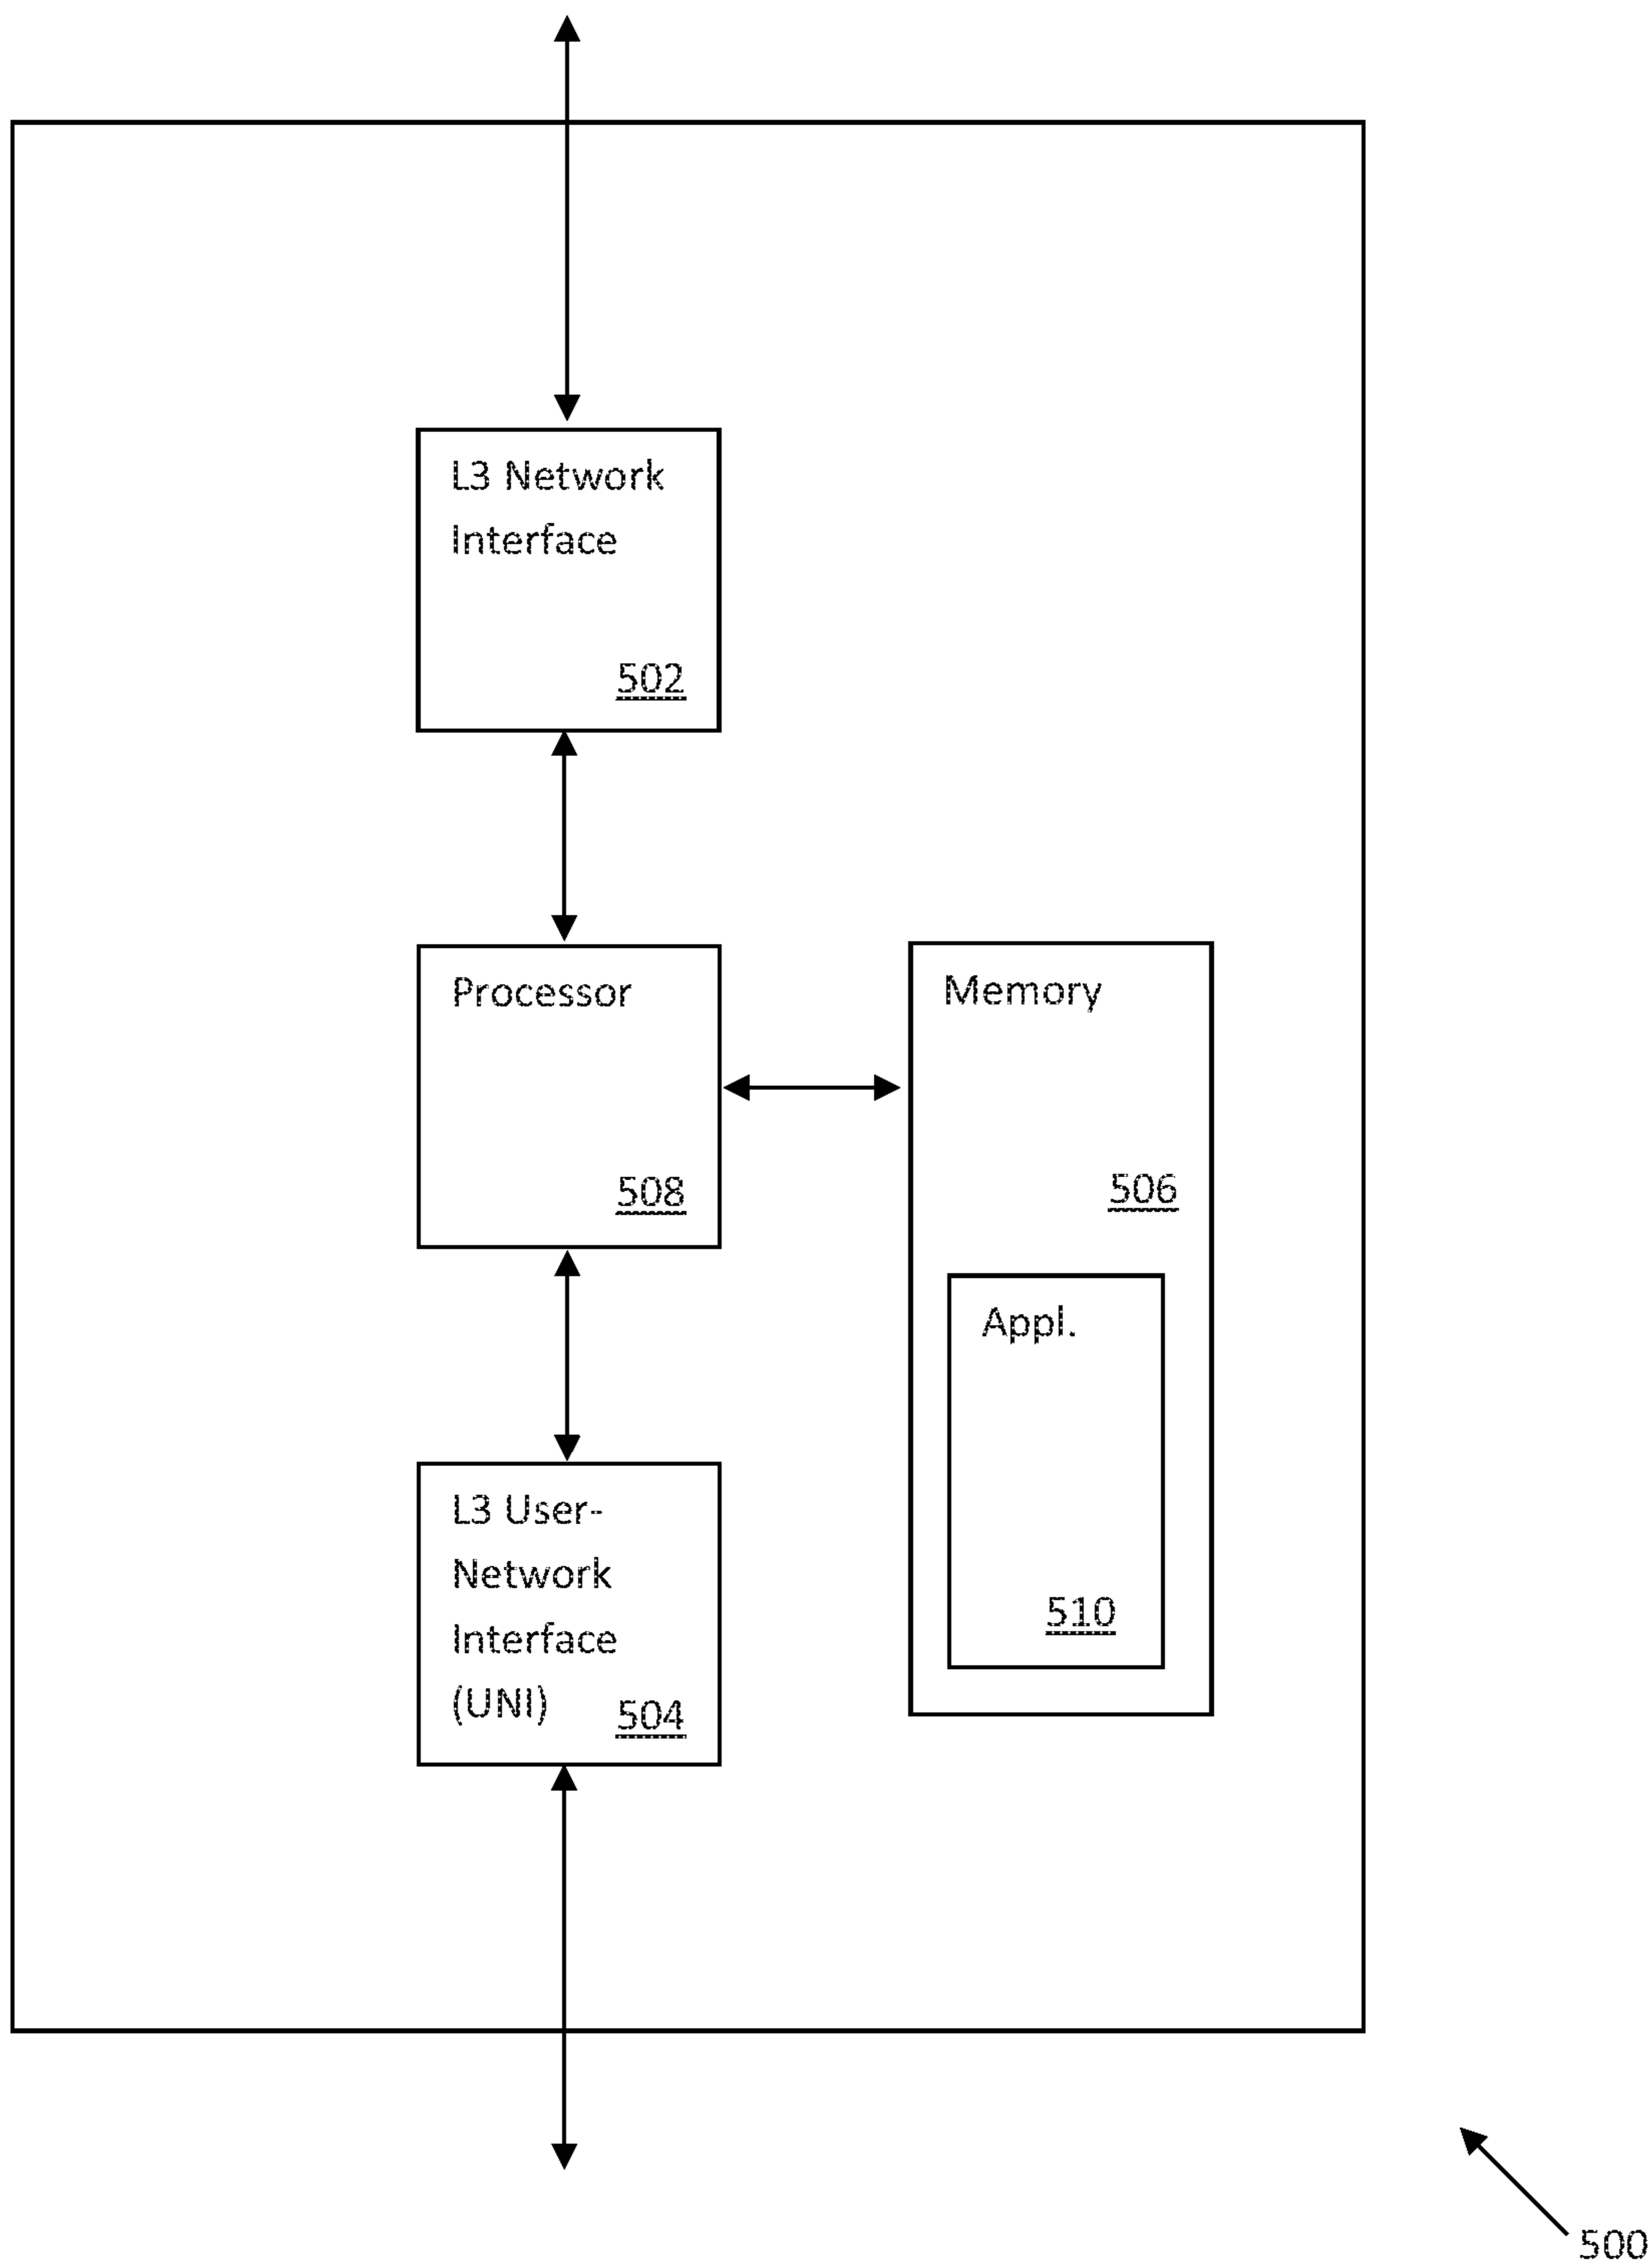 L3 Network
Interface
502
Processor
508
Memory
506
Appl.
510
L3 User-
Network
Interface
(UNI)
504
500